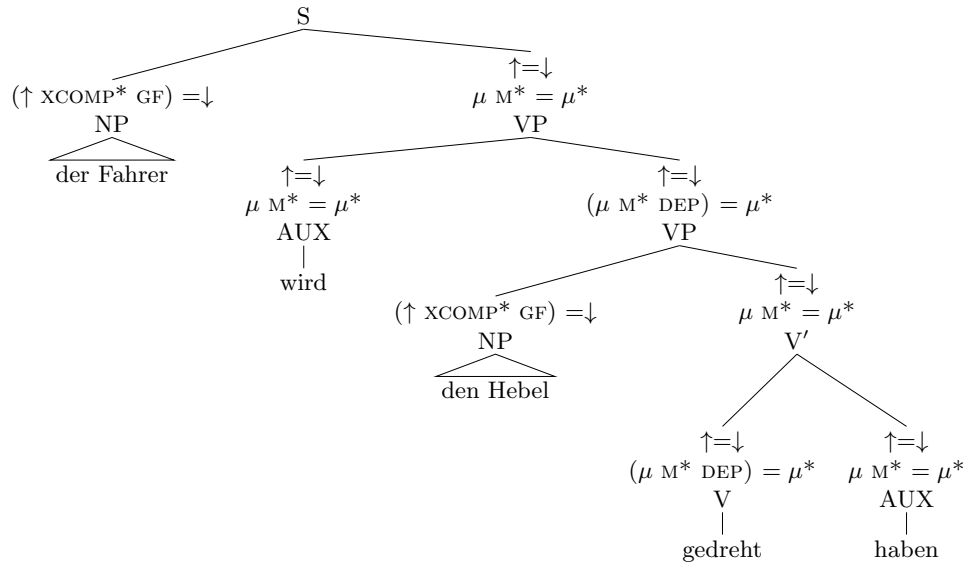 S
(↑ XCOMP* GF) =↓
NP
der Fahrer
↑=↓
μ M* = μ*
VP
↑=↓
μ M* = μ*
AUX
wird
↑=↓
(μ M* DEP) = μ*
VP
(↑ XCOMP* GF) =↓
NP
den Hebel
↑=↓
μ M* = μ*
V′
↑=↓
(μ M* DEP) = μ*
V
gedreht
↑=↓
μ M* = μ*
AUX
haben